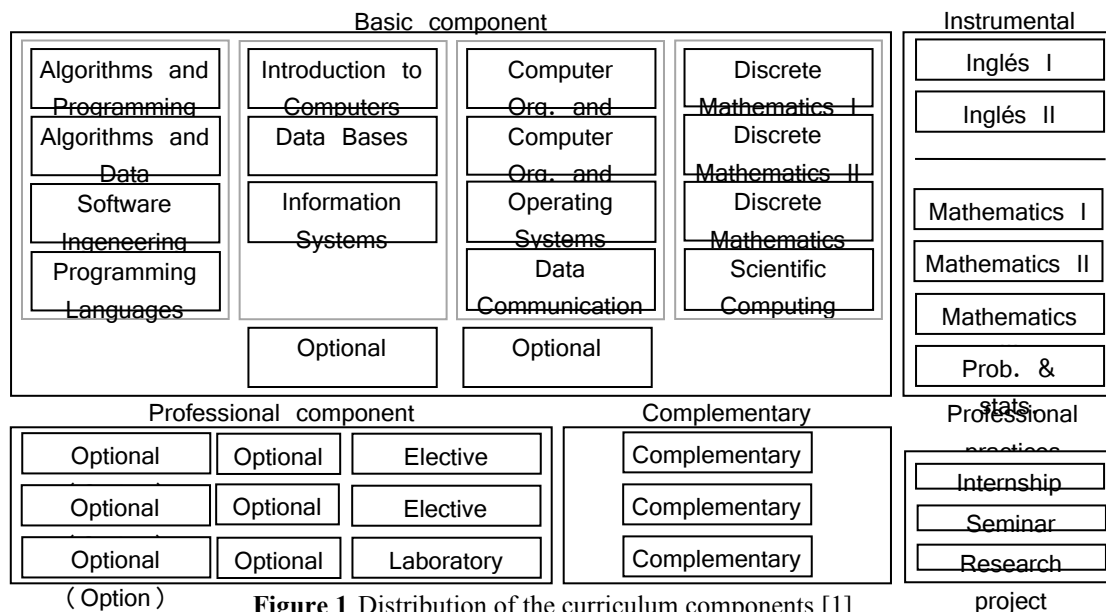 Basic component
Algorithms and
Programming
Algorithms and
Data
Software
Ingeneering
Programming
Languages
Introduction to
Computers
Data Bases
Information
Systems
Computer
Org. and
Computer
Org. and
Operating
Systems
Data
Communication
Discrete
Mathematics I
Discrete
Mathematics II
Discrete
Mathematics
Scientific
Computing
Optional
Optional
Instrumental
Inglés I
Inglés II
Mathematics I
Mathematics II
Mathematics
Prob. &
stats.
Professional component
Optional
Optional
Elective
Optional
Optional
Elective
Optional
(Option)
Optional
Laboratory
Complementary
Complementary
Complementary
Complementary
Professional
practices
Internship
Seminar
Research
project
Figure 1 Distribution of the curriculum components [1]